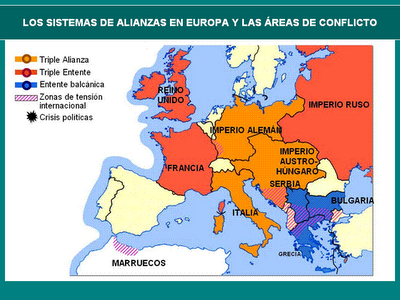 LOS SISTEMAS DE ALIANZAS EN EUROPA Y LAS ÁREAS DE CONFLICTO
Triple Alianza
Triple Entente
Entente balcánica
Zonas de tensión
internacional
Crisis políticas
REINO
UNIDO
IMPERIO RUSO
IMPERIO ALEMÁN
IMPERIO
AUSTRO
HÚNGARO
FRANCIA
SERBIA
BULGARIA
ITALIA
GRECIA
MARRUECOS